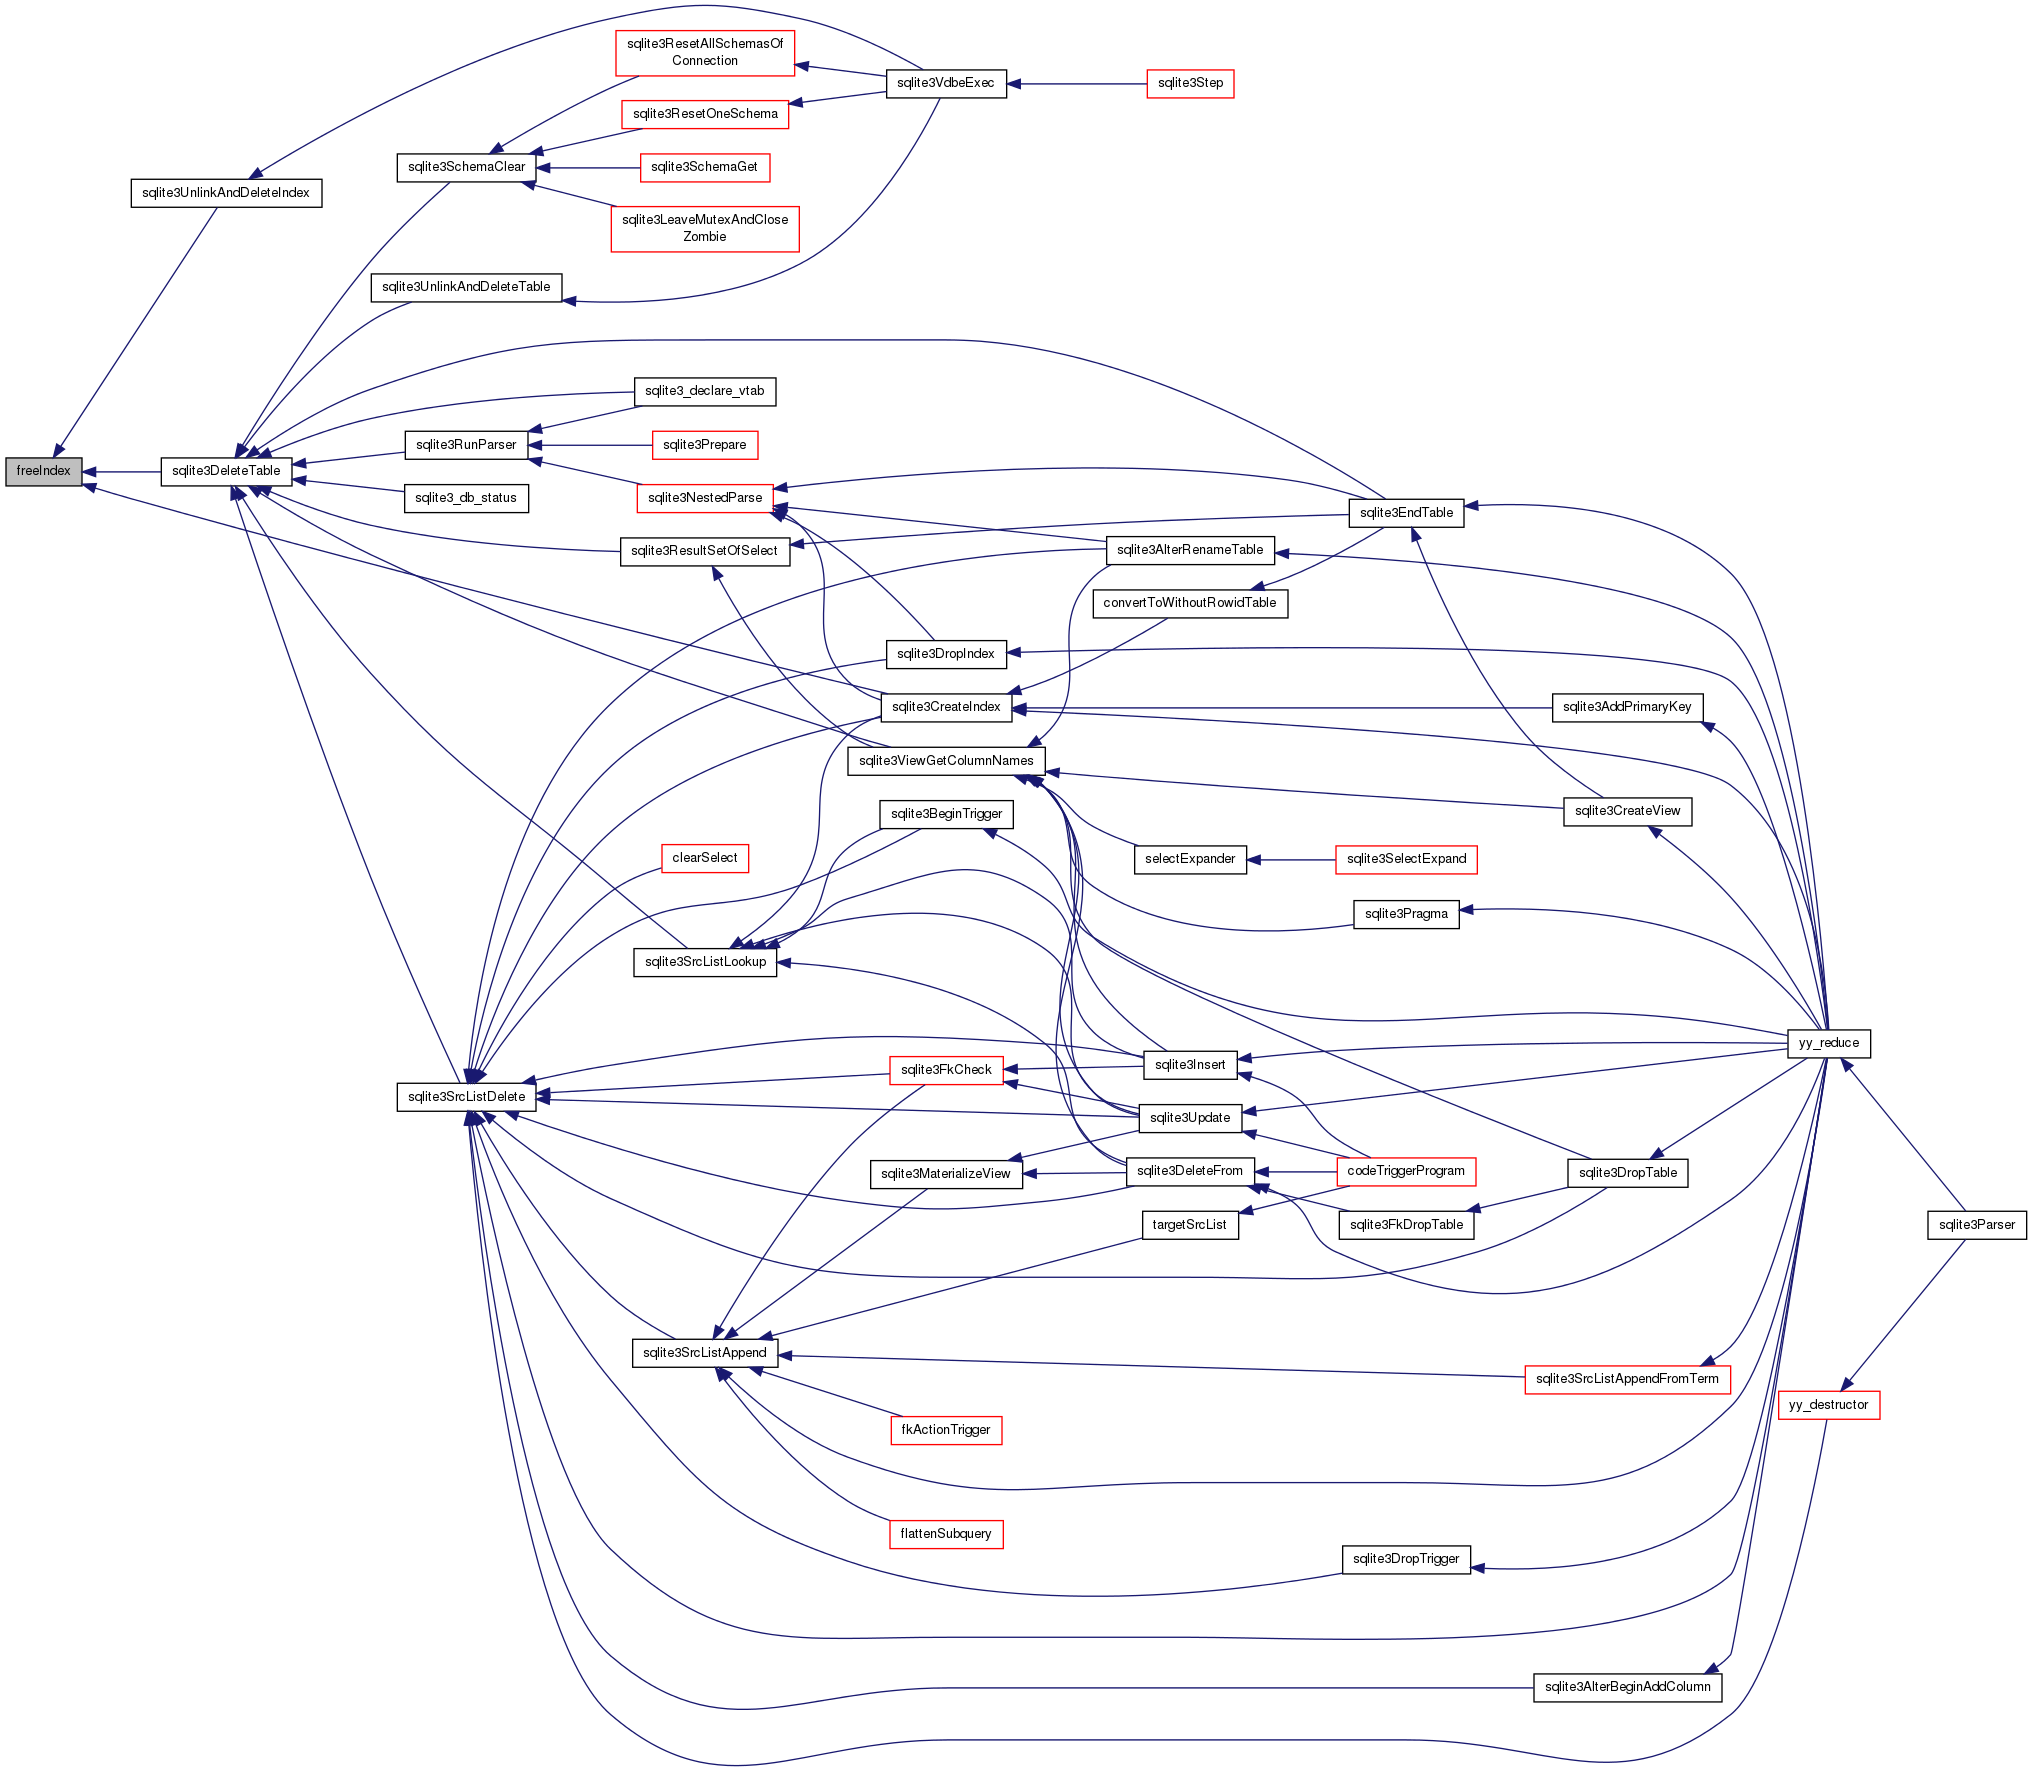 sqlite3ResetAllSchemasOf
Connection
sqlite3VdbeExec
sqlite3Step
sqlite3ResetOneSchema
sqlite3SchemaClear
sqlite3SchemaGet
sqlite3UnlinkAndDeleteIndex
sqlite3LeaveMutexAndClose
Zombie
sqlite3UnlinkAndDeleteTable
sqlite3_declare_vtab
sqlite3RunParser
sqlite3Prepare
freeIndex
sqlite3DeleteTable
sqlite3_db_status
sqlite3NestedParse
sqlite3EndTable
sqlite3ResultSetOfSelect
sqlite3AlterRenameTable
convertToWithoutRowidTable
sqlite3DropIndex
sqlite3CreateIndex
sqlite3AddPrimaryKey
sqlite3ViewGetColumnNames
sqlite3BeginTrigger
sqlite3CreateView
clearSelect
selectExpander
sqlite3SelectExpand
sqlite3Pragma
sqlite3SrcListLookup
yy_reduce
sqlite3FkCheck
sqlite3Insert
sqlite3SrcListDelete
sqlite3Update
sqlite3MaterializeView
sqlite3DeleteFrom
codeTriggerProgram
sqlite3DropTable
targetSrcList
sqlite3FkDropTable
sqlite3Parser
sqlite3SrcListAppend
sqlite3SrcListAppendFromTerm
yy_destructor
fkActionTrigger
flattenSubquery
sqlite3DropTrigger
sqlite3AlterBeginAddColumn